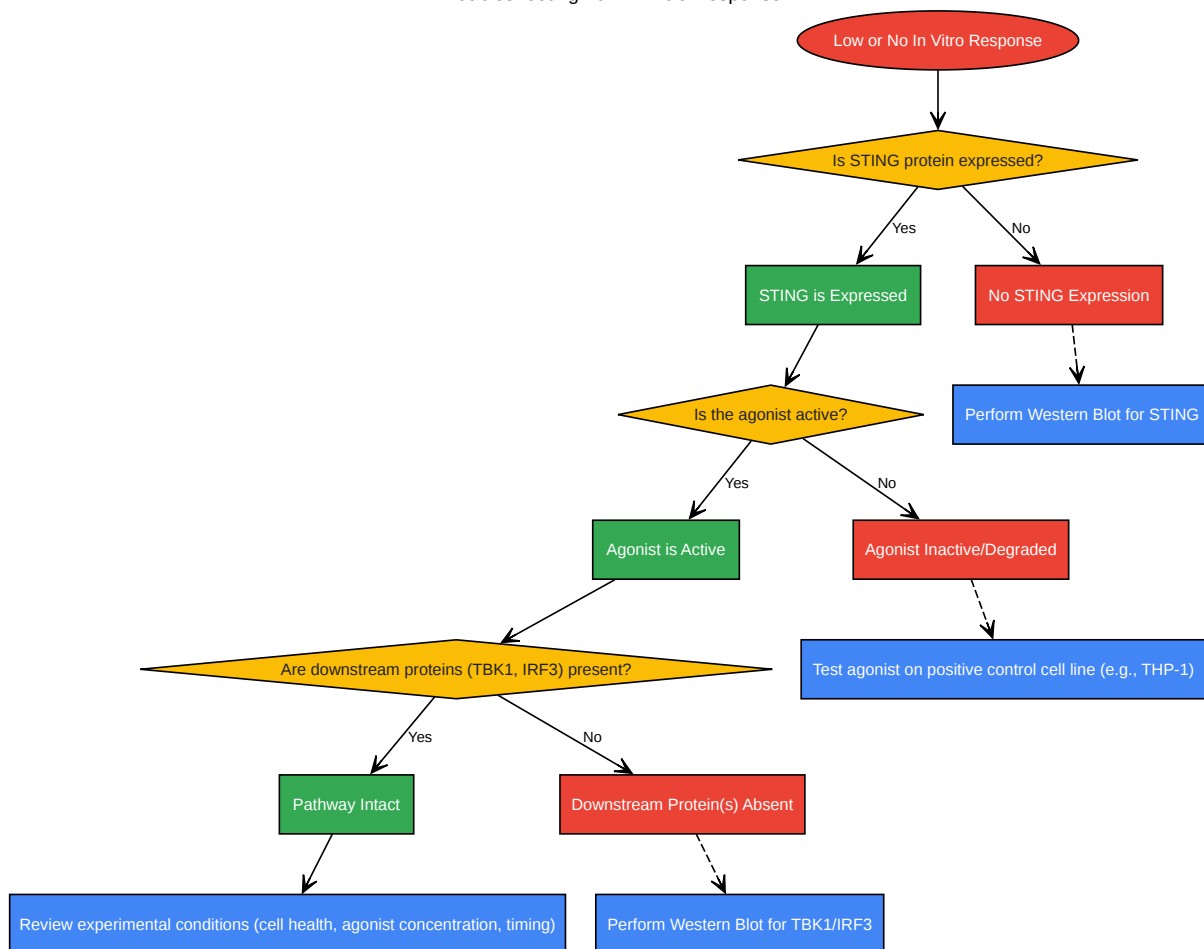 Low or No In Vitro Response
Is STING protein expressed?
Yes
No
STING is Expressed
No STING Expression
Is the agonist active?
Perform Western Blot for STING
Yes
No
Agonist is Active
Agonist Inactive/Degraded
Are downstream proteins (TBK1, IRF3) present?
Test agonist on positive control cell line (e.g., THP-1)
Yes
No
Pathway Intact
Downstream Protein(s) Absent
Review experimental conditions (cell health, agonist concentration, timing)
Perform Western Blot for TBK1/IRF3